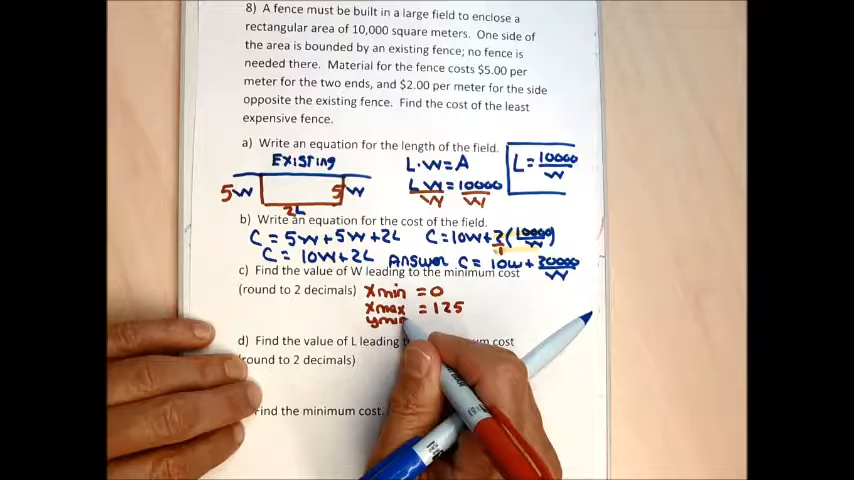 8) A fence must be built in a large field to enclose a
rectangular area of 10,000 square meters. One side of
the area is bounded by an existing fence; no fence is
needed there. Material for the fence costs $5.00 per
meter for the two ends, and $2.00 per meter for the side
opposite the existing fence. Find the cost of the least
expensive fence.
a) Write an equation for the length of the field.
EXISTING
5W 5W
2L
L·W=A
LW=10000
W W
L=10000/W
b) Write an equation for the cost of the field.
C=5W+5W+2L C=10W+2/1(10000/W)
C=10W+2L Answer C=10W+20000/W
c) Find the value of W leading to the minimum cost
(round to 2 decimals) xmin=0
xmax=125
ymin
d) Find the value of L leading
cost
(round to 2 decimals)
Find the minimum cost.